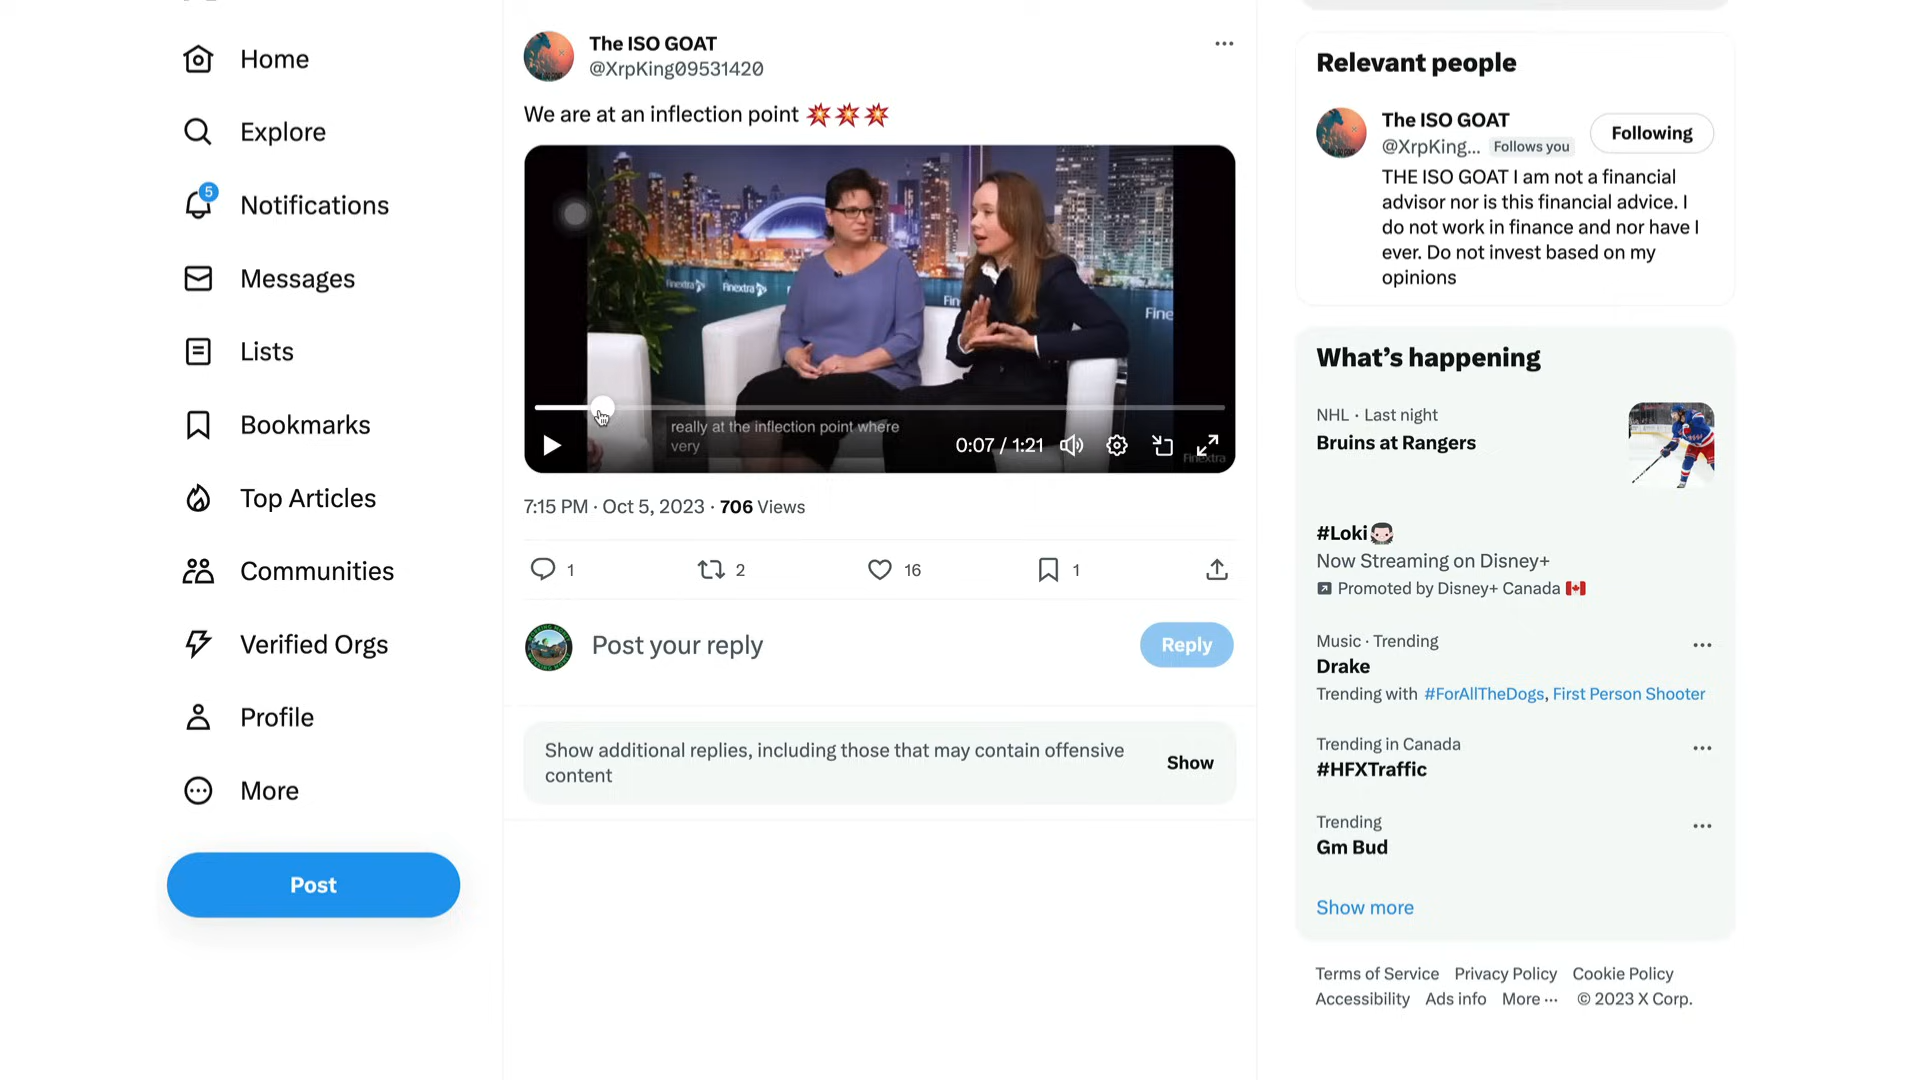 Home
Explore
5
Notifications
Messages
Lists
Bookmarks
Top Articles
Communities
Verified Orgs
Profile
More
Post
The ISO GOAT
@XrpKing09531420
We are at an inflection point 💥💥💥
Finextra
Finextra
Fin
Fine
really at the inflection point where
very
0:07 / 1:21
Finextra
7:15 PM · Oct 5, 2023 · 706 Views
1
2
16
1
Post your reply
Reply
Show additional replies, including those that may contain offensive
content
Show
Relevant people
The ISO GOAT
@XrpKing... Follows you
Following
THE ISO GOAT I am not a financial
advisor nor is this financial advice. I
do not work in finance and nor have I
ever. Do not invest based on my
opinions
What's happening
NHL · Last night
Bruins at Rangers
#Loki
Now Streaming on Disney+
Promoted by Disney+ Canada 🇨🇦
Music · Trending
Drake
Trending with #ForAllTheDogs, First Person Shooter
Trending in Canada
#HFXTraffic
Trending
Gm Bud
Show more
Terms of Service Privacy Policy Cookie Policy
Accessibility Ads info More ··· © 2023 X Corp.